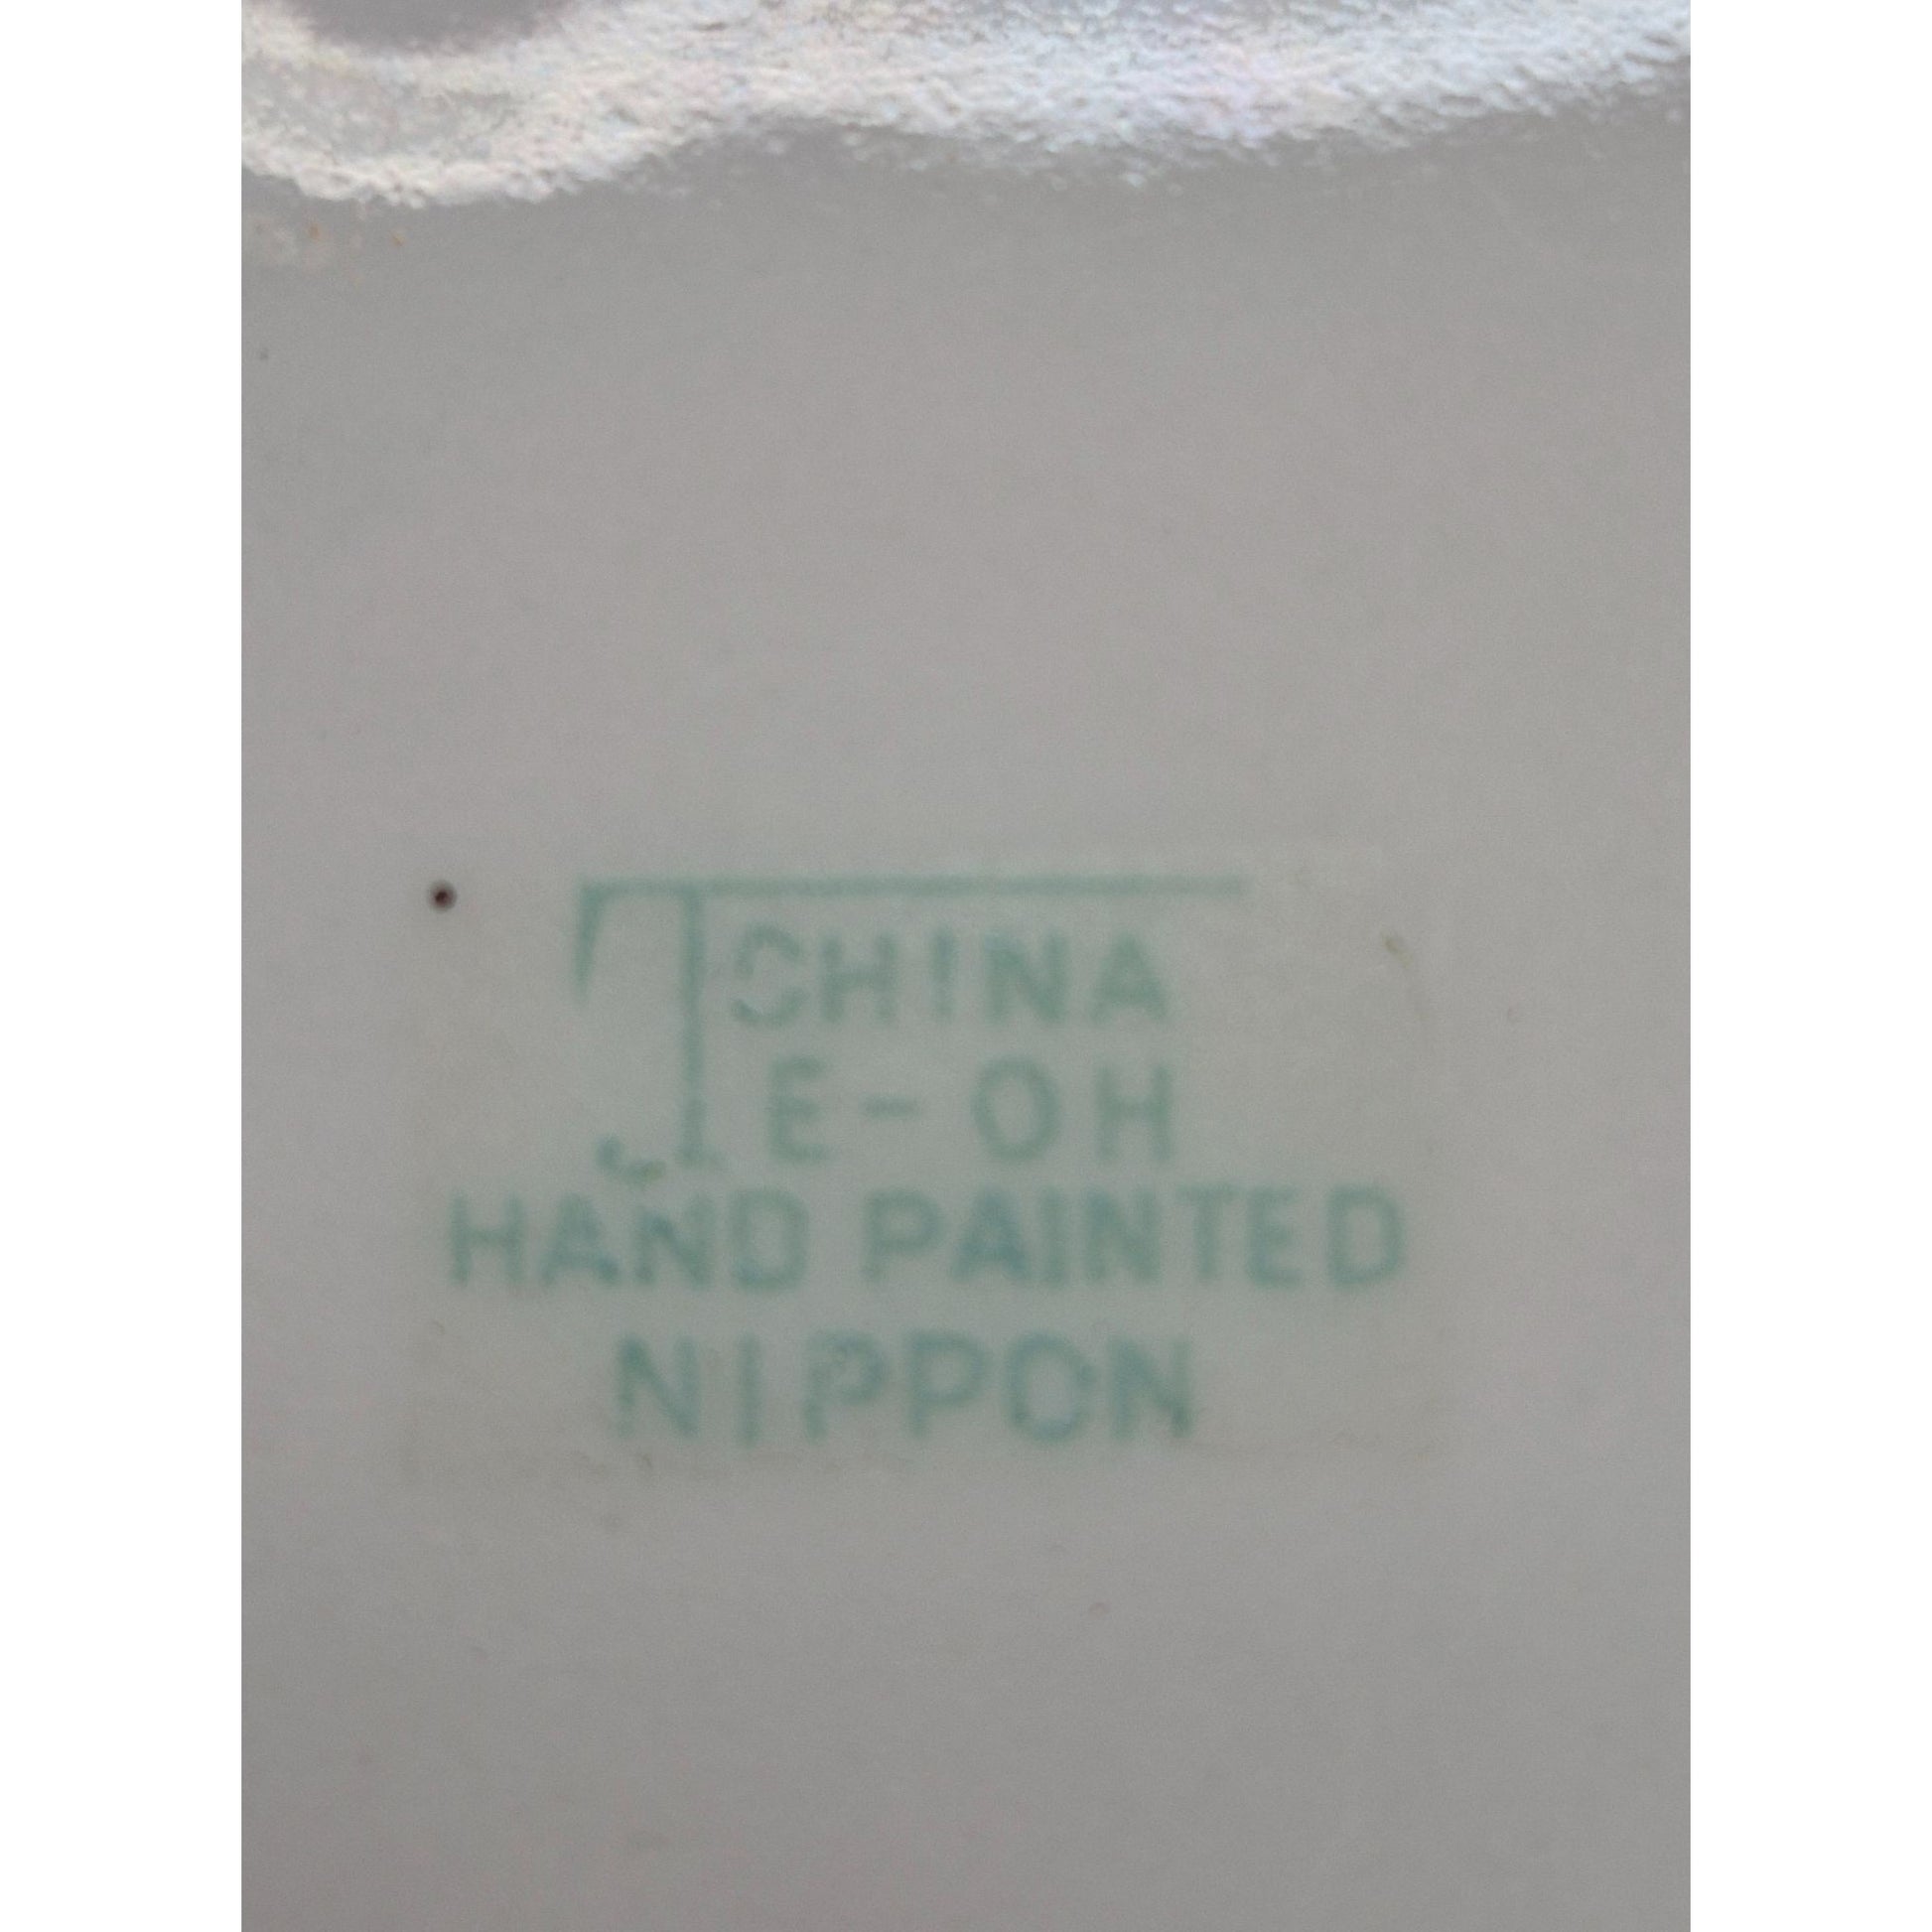 T CHINA
E-OH
HAND PAINTED
NIPPON